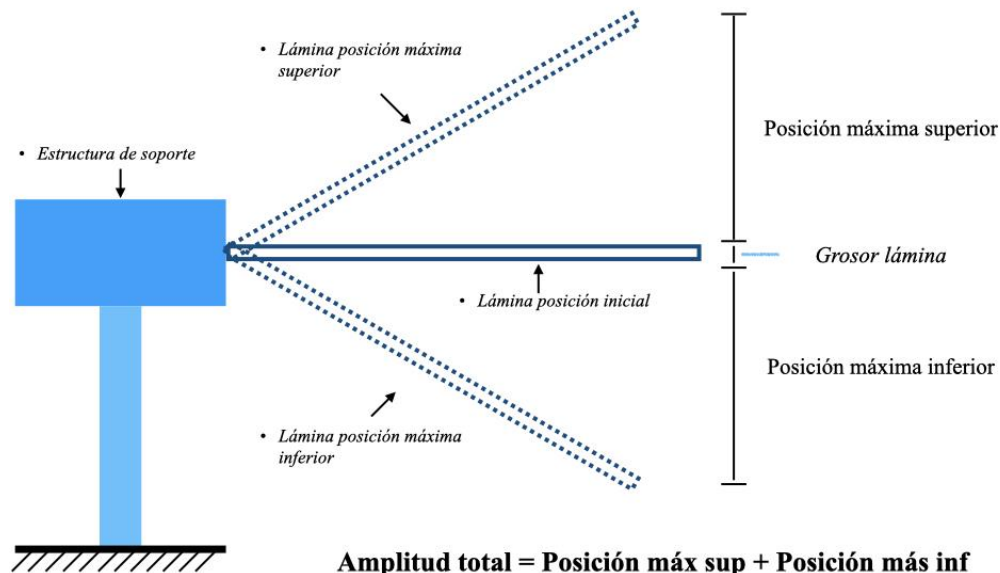 • Lámina posición máxima
superior
Posición máxima superior
• Estructura de soporte
Grosor lámina
• Lámina posición inicial
Posición máxima inferior
• Lámina posición máxima
inferior
Amplitud total = Posición máx sup + Posición más inf